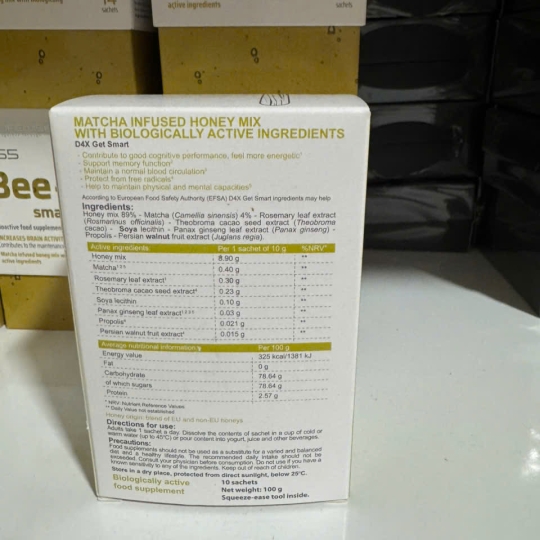 active ingredients
sachets
sachets
MATCHA INFUSED HONEY MIX
WITH BIOLOGICALLY ACTIVE INGREDIENTS
D4X Get Smart
- Contribute to good cognitive performance, feel more energetic¹
- Support memory function²
- Maintain a normal blood circulation³
- Protect from free radicals⁴
- Help to maintain physical and mental capacities⁵
According to European Food Safety Authority (EFSA) D4X Get Smart ingredients may help
Ingredients:
Honey mix 89% - Matcha (Camellia sinensis) 4% - Rosemary leaf extract
(Rosmarinus officinalis) - Theobroma cacao seed extract (Theobroma
cacao) - Soya lecithin - Panax ginseng leaf extract (Panax ginseng) -
Propolis - Persian walnut fruit extract (Juglans regia).
Active ingredients Per 1 sachet of 10 g %NRV*
Honey mix 8.90 g **
Matcha 0.40 g **
Rosemary leaf extract 0.30 g **
Theobroma cacao seed extract 0.23 g **
Soya lecithin 0.10 g **
Panax ginseng leaf extract 0.03 g **
Propolis 0.021 g **
Persian walnut fruit extract 0.015 g **
Average nutritional informations Per 100 g
Energy value 325 kcal/1381 kJ
Fat 0 g
Carbohydrate 78.64 g
of which sugars 78.64 g
Protein 2.57 g
* NRV: Nutrient Reference Values
** Daily Value not established
Honey origin: blend of EU and non-EU honeys
Directions for use:
Adults take 1 sachet a day. Dissolve the contents of sachet in a cup of cold or
warm water (up to 40°C) or pour content into yogurt, juice and other beverages.
Precautions:
Food supplements should not be used as a substitute for a varied and balanced
diet and a healthy lifestyle. The recommended daily intake should not be
exceeded. Consult your physician before consumption. Do not use if you have a
known sensitivity to any of the ingredients. Keep out of reach of children.
Store in a dry place, protected from direct sunlight, below 25°C.
Biologically active
food supplement
10 sachets
Net weight: 100 g
Squeeze-ease tool inside.
SS
Bee
sma
active ingredients